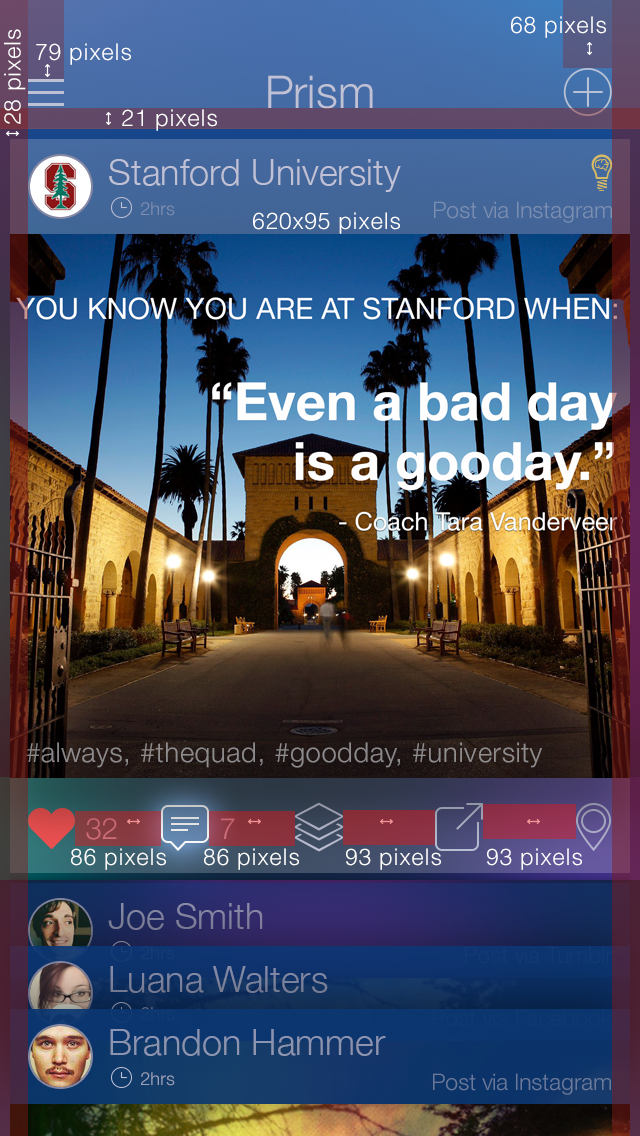 68 pixels
79 pixels
28 pixels
Prism
21 pixels
Stanford University
2hrs
Post via Instagram
620x95 pixels
YOU KNOW YOU ARE AT STANFORD WHEN:
“Even a bad day
is a gooday.”
- Coach Tara Vanderveer
#always, #thequad, #goodday, #university
32
7
86 pixels
86 pixels
93 pixels
93 pixels
Joe Smith
2hrs
Post via Tumblr
Luana Walters
Brandon Hammer
2hrs
Post via Instagram